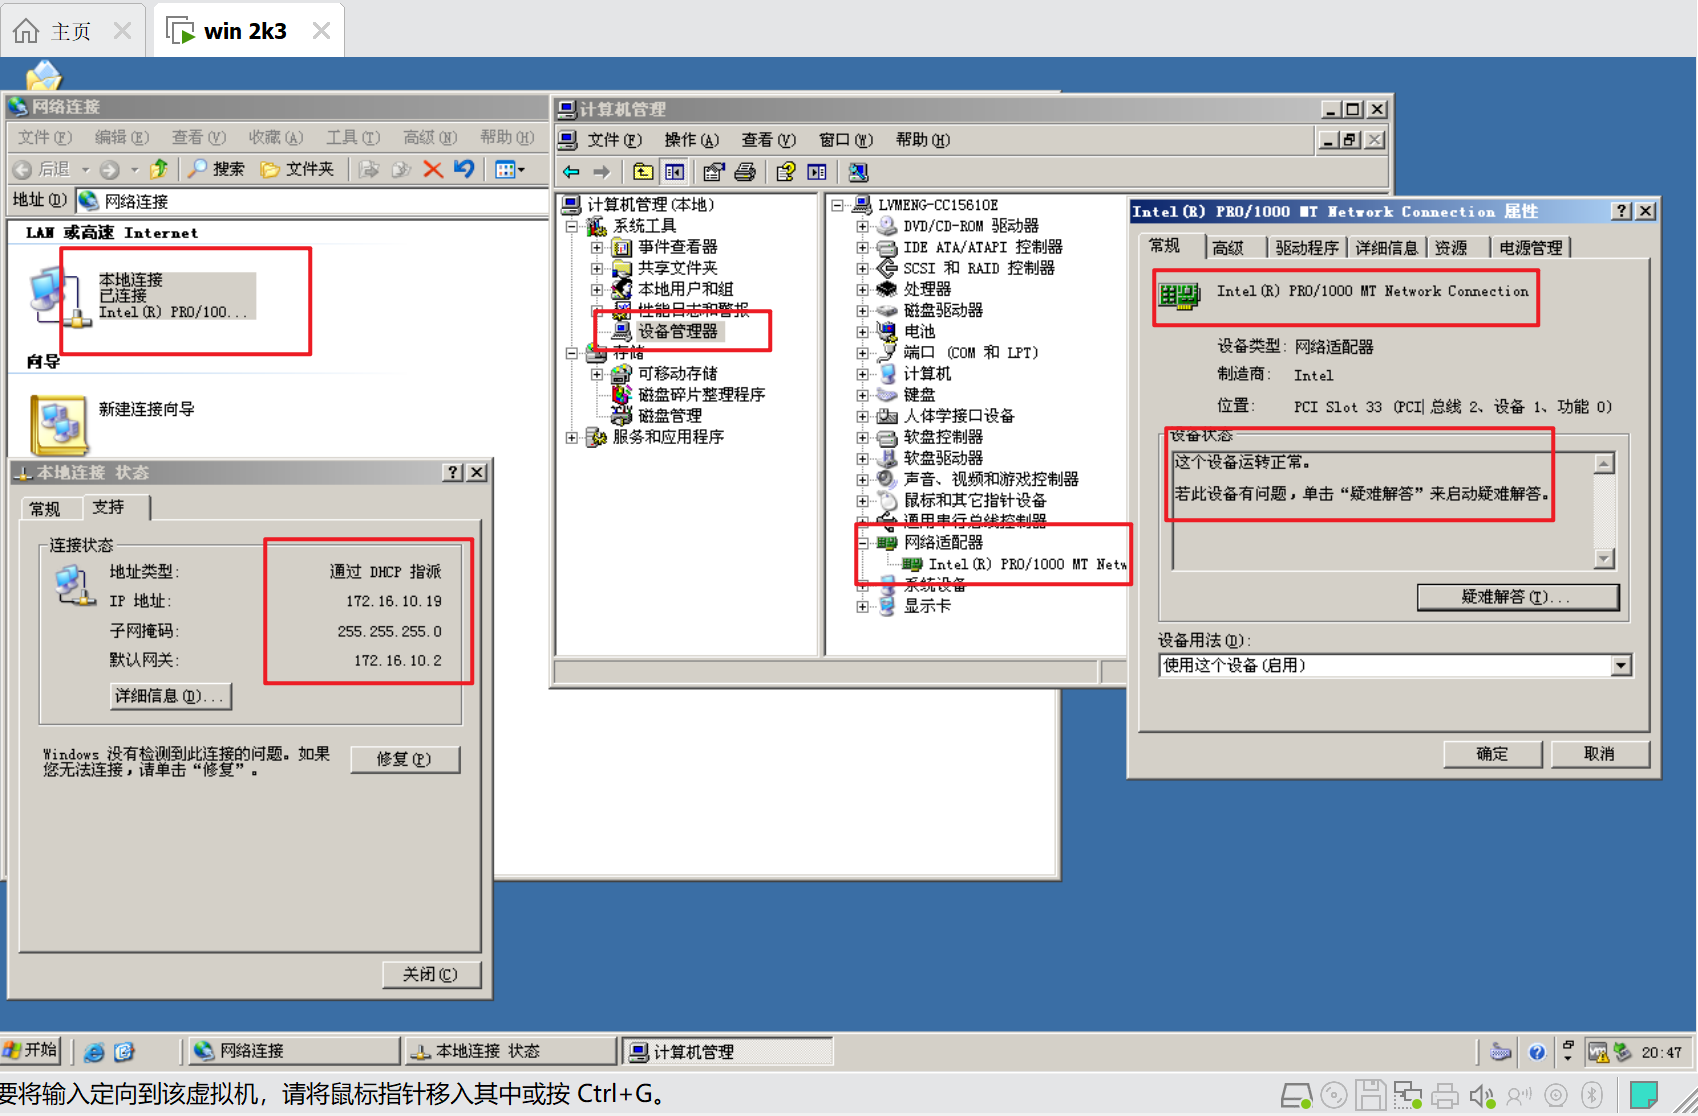 主页
win 2k3
网络连接
文件(F) 编辑(E) 查看(V) 收藏(A) 工具(T) 高级(N) 帮助(H)
后退 搜索 文件夹
地址(D) 网络连接
LAN 或高速 Internet
本地连接
已连接
Intel(R) PRO/100...
向导
新建连接向导
本地连接 状态
常规 支持
连接状态
地址类型: 通过 DHCP 指派
IP 地址: 172.16.10.19
子网掩码: 255.255.255.0
默认网关: 172.16.10.2
详细信息(D)...
Windows 没有检测到此连接的问题。如果
您无法连接，请单击“修复”。
修复(P)
关闭(C)
计算机管理
文件(F) 操作(A) 查看(V) 窗口(W) 帮助(H)
计算机管理(本地)
系统工具
事件查看器
共享文件夹
本地用户和组
性能日志和警报
设备管理器
存储
可移动存储
磁盘碎片整理程序
磁盘管理
服务和应用程序
LVMENG-CC15610E
DVD/CD-ROM 驱动器
IDE ATA/ATAPI 控制器
SCSI 和 RAID 控制器
处理器
磁盘驱动器
电池
端口 (COM 和 LPT)
计算机
键盘
人体学接口设备
软盘控制器
软盘驱动器
声音、视频和游戏控制器
鼠标和其它指针设备
通用串行总线控制器
网络适配器
Intel(R) PRO/1000 MT Netw
系统设备
显示卡
Intel(R) PRO/1000 MT Network Connection 属性
常规 高级 驱动程序 详细信息 资源 电源管理
Intel(R) PRO/1000 MT Network Connection
设备类型: 网络适配器
制造商: Intel
位置: PCI Slot 33 (PCI 总线 2、设备 1、功能 0)
设备状态
这个设备运转正常。
若此设备有问题，单击“疑难解答”来启动疑难解答。
疑难解答(T)...
设备用法(D):
使用这个设备(启用)
确定 取消
开始 网络连接 本地连接 状态 计算机管理 20:47
要将输入定向到该虚拟机，请将鼠标指针移入其中或按 Ctrl+G。